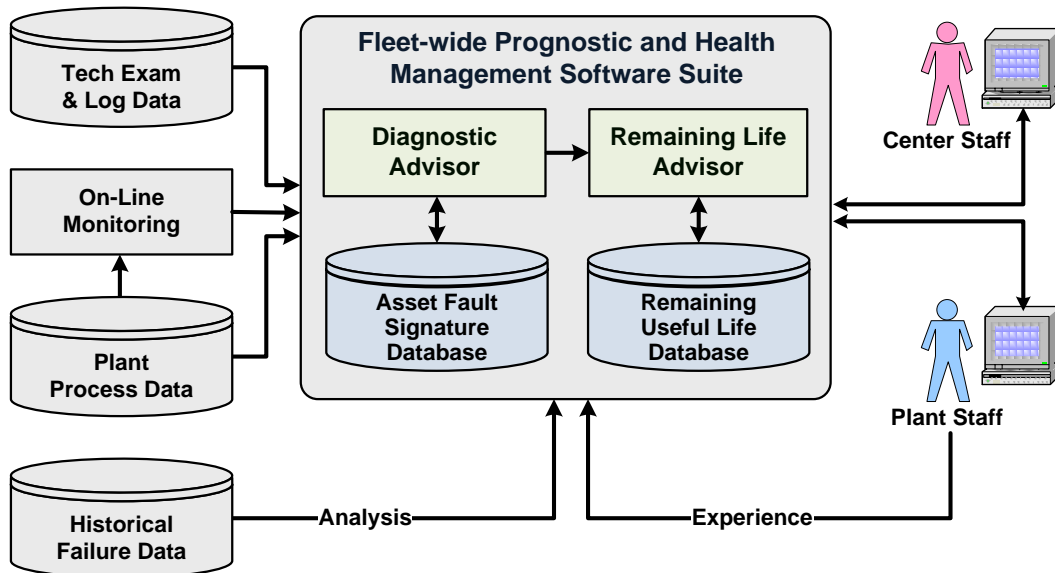 Tech Exam
& Log Data
On-Line
Monitoring
Plant
Process Data
Historical
Failure Data
Fleet-wide Prognostic and Health
Management Software Suite
Diagnostic
Advisor
Remaining Life
Advisor
Asset Fault
Signature
Database
Remaining
Useful Life
Database
Center Staff
Plant Staff
Analysis
Experience